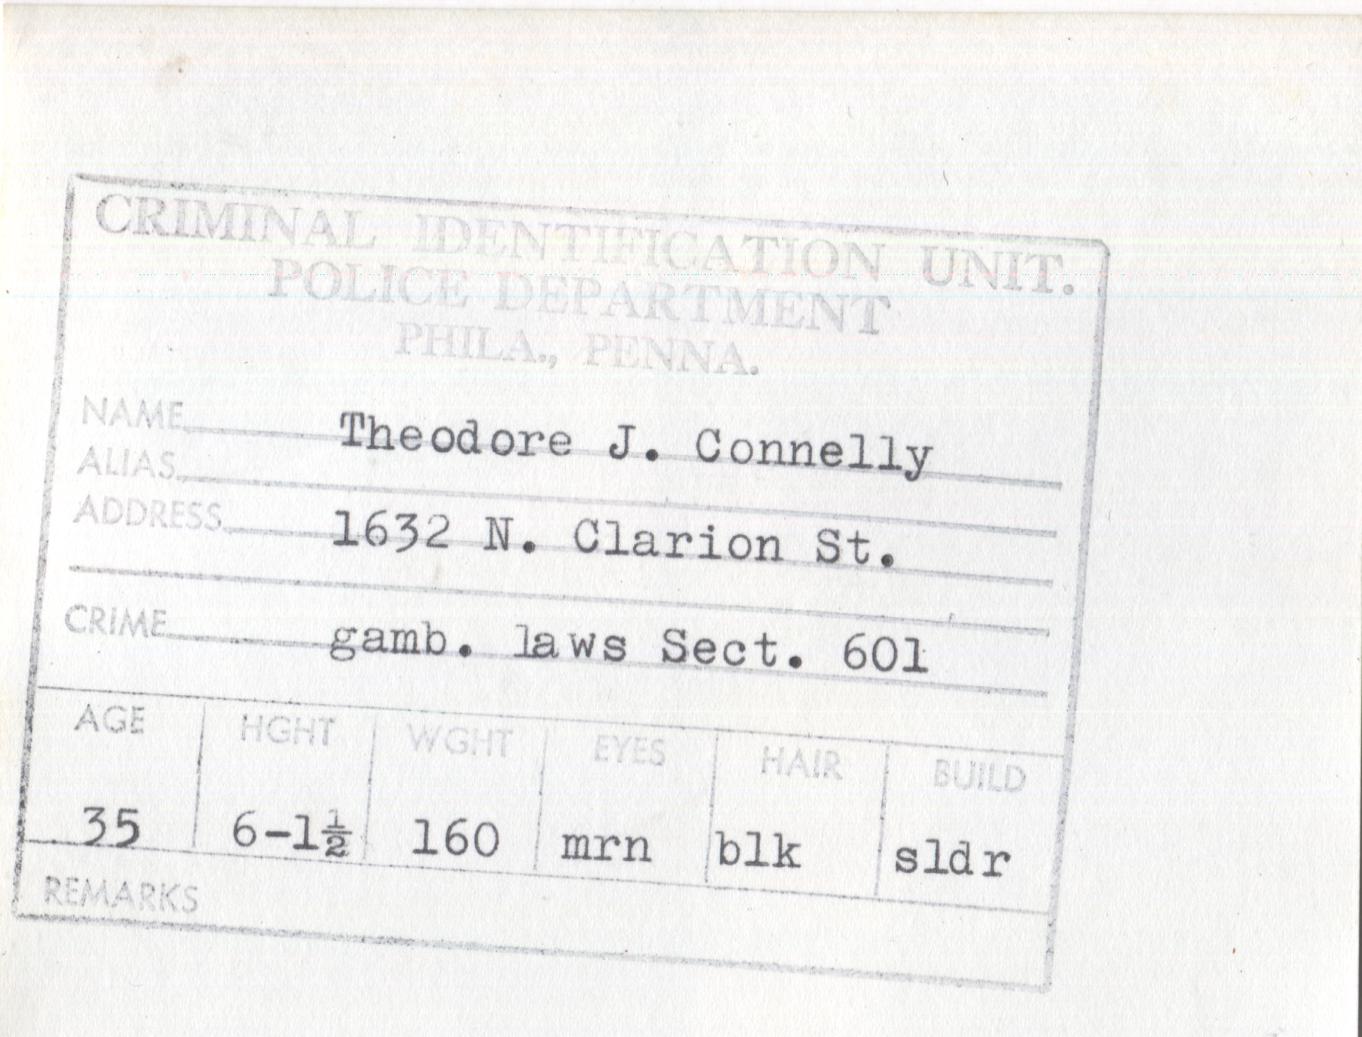 CRIMINAL IDENTIFICATION UNIT.
POLICE DEPARTMENT
PHILA., PENNA.
NAME Theodore J. Connelly
ALIAS
ADDRESS 1632 N. Clarion St.
CRIME gamb. laws Sect. 601
AGE HGHT WGHT EYES HAIR BUILD
35 6-1½ 160 mrn blk sldr
REMARKS